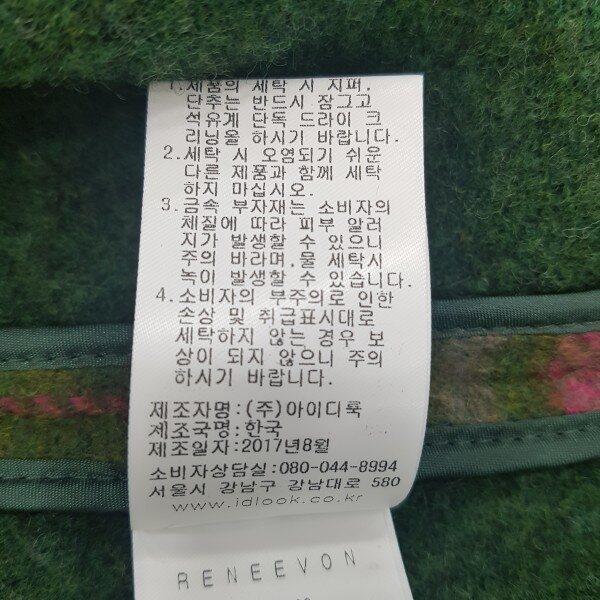 1.제품의 세탁 시 지퍼,
단추는 반드시 잠그고
석유계 단독 드라이 크
리닝을 하시기 바랍니다.
2.세탁 시 오염되기 쉬운
다른 제품과 함께 세탁
하지 마십시오.
3.금속 부자재는 소비자의
체질에 따라 피부 알러
지가 발생할 수 있으니
주의 바라며,물 세탁시
녹이 발생할 수 있습니다.
4.소비자의 부주의로 인한
손상 및 취급표시대로
세탁하지 않는 경우 보
상이 되지 않으니 주의
하시기 바랍니다.
제조자명:(주)아이디룩
제조국명:한국
제조일자:2017년8월
소비자상담실:080-044-8994
서울시 강남구 강남대로 580
www.idlook.co.kr
RENEEVON